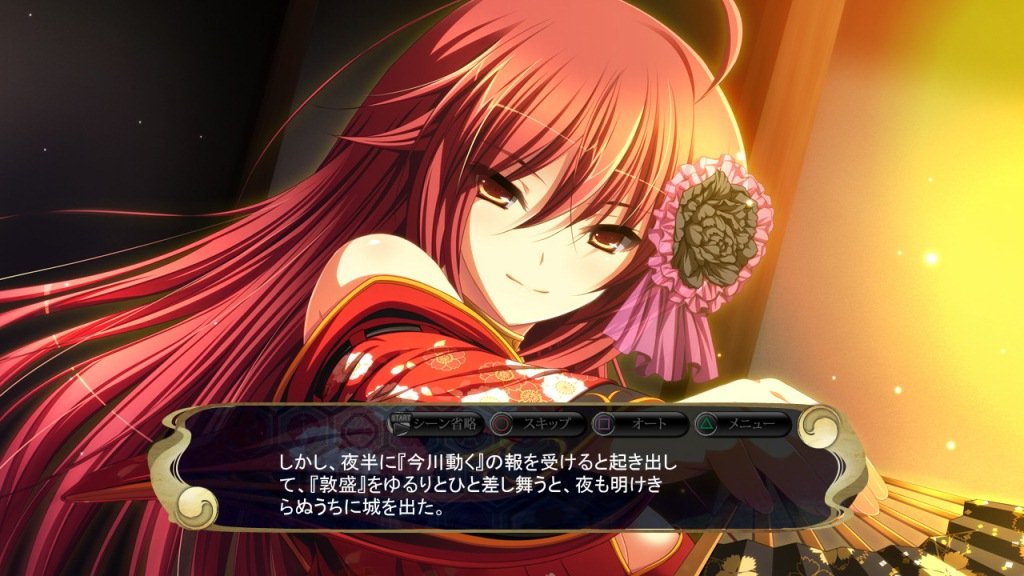 START シーン省略 スキップ オート メニュー
しかし、夜半に『今川動く』の報を受けると起き出し
て、『敦盛』をゆるりとひと差し舞うと、夜も明けき
らぬうちに城を出た。